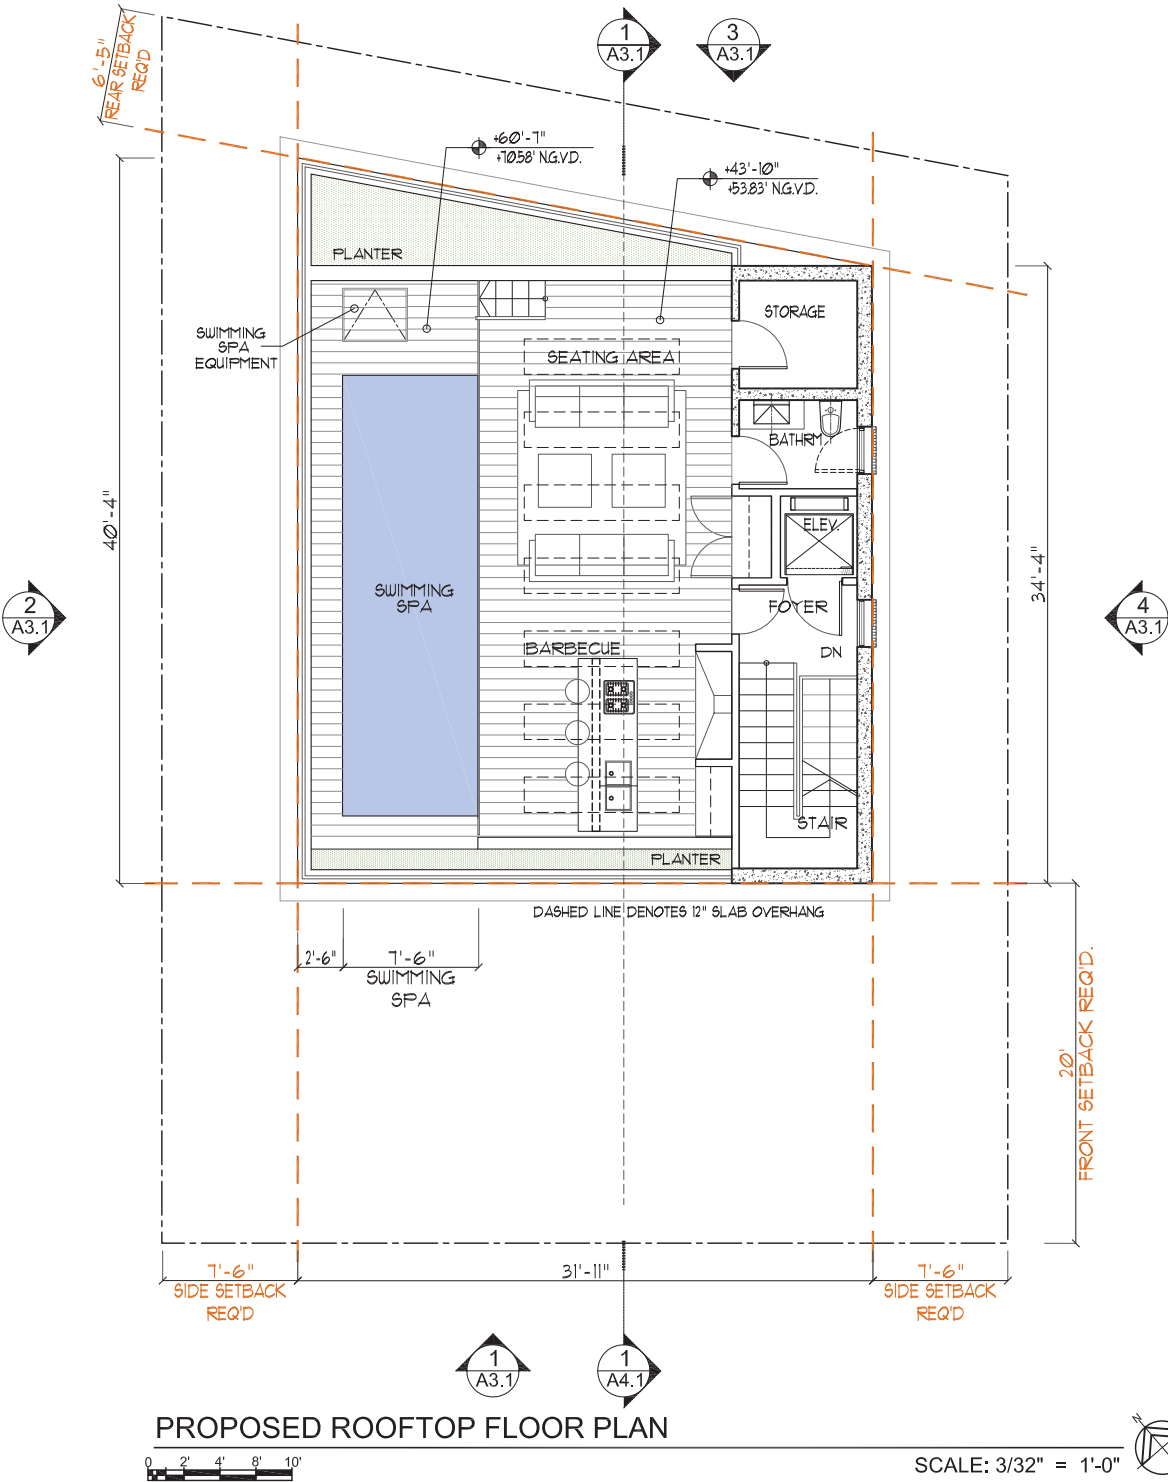 1
A3.1
3
A3.1
6'-5"
REAR SETBACK
REQ'D
+60'-7"
+70.58' N.G.V.D.
+43'-10"
+53.83' N.G.V.D.
PLANTER
STORAGE
SWIMMING
SPA
EQUIPMENT
SEATING AREA
BATHRM.
40'-4"
ELEV.
34'-4"
SWIMMING
SPA
2
A3.1
FOYER
4
A3.1
BARBECUE
DN
STAIR
PLANTER
DASHED LINE DENOTES 12" SLAB OVERHANG
2'-6"
7'-6"
SWIMMING
SPA
20'
FRONT SETBACK REQ'D.
7'-6"
SIDE SETBACK
REQ'D
31'-11"
7'-6"
SIDE SETBACK
REQ'D
1
A3.1
1
A4.1
PROPOSED ROOFTOP FLOOR PLAN
0 2' 4' 8' 10'
SCALE: 3/32" = 1'-0"
N